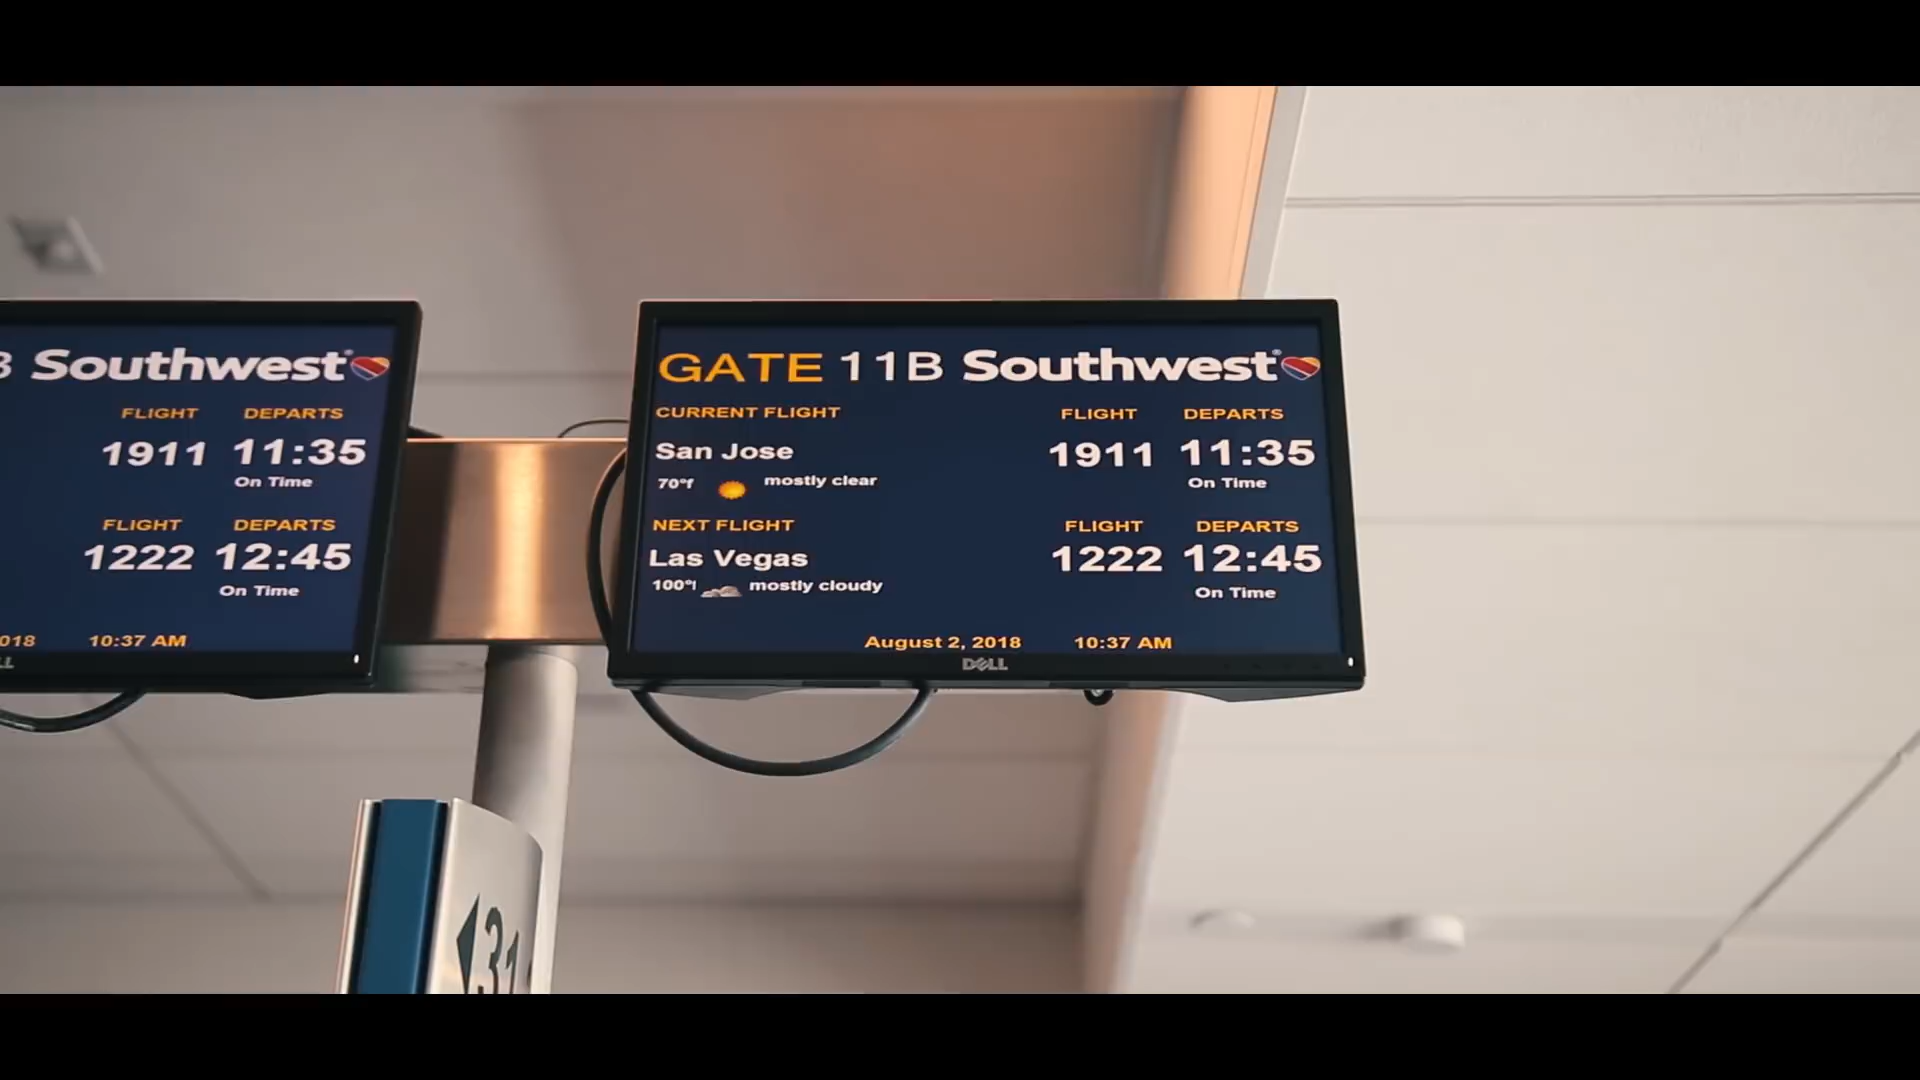 Southwest
FLIGHT DEPARTS
1911 11:35
On Time
FLIGHT DEPARTS
1222 12:45
On Time
10:37 AM
GATE 11B Southwest
CURRENT FLIGHT FLIGHT DEPARTS
San Jose 1911 11:35
70°f mostly clear On Time
NEXT FLIGHT FLIGHT DEPARTS
Las Vegas 1222 12:45
100°f mostly cloudy On Time
August 2, 2018 10:37 AM
DELL
31